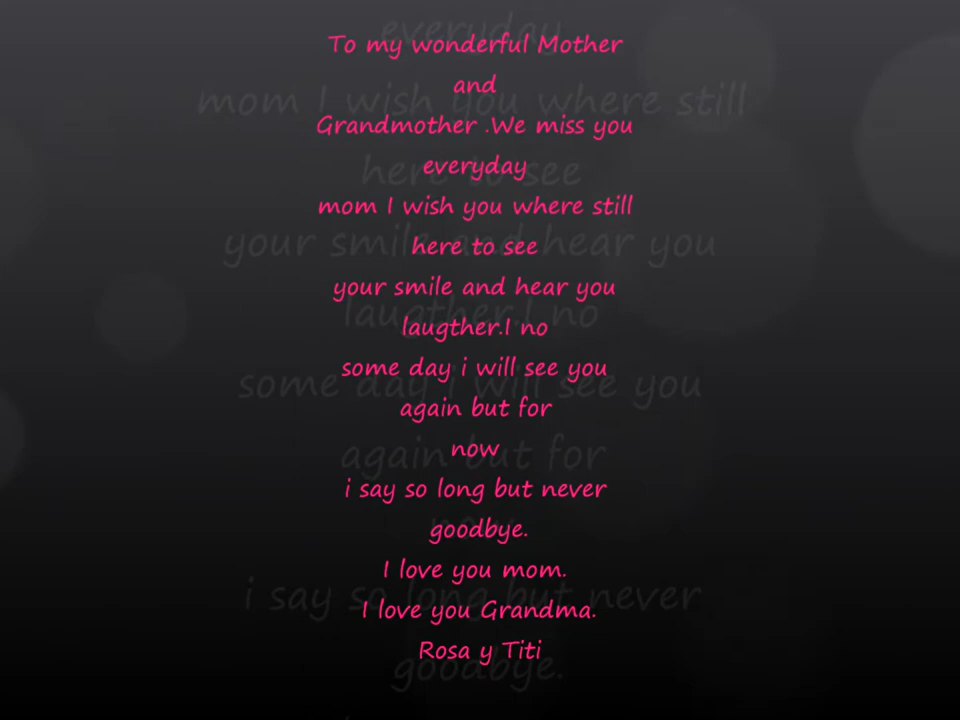 To my wonderful Mother
and
Grandmother .We miss you
everyday
mom I wish you where still
here to see
your smile and hear you
laugther.I no
some day i will see you
again but for
now
i say so long but never
goodbye.
I love you mom.
I love you Grandma.
Rosa y Titi